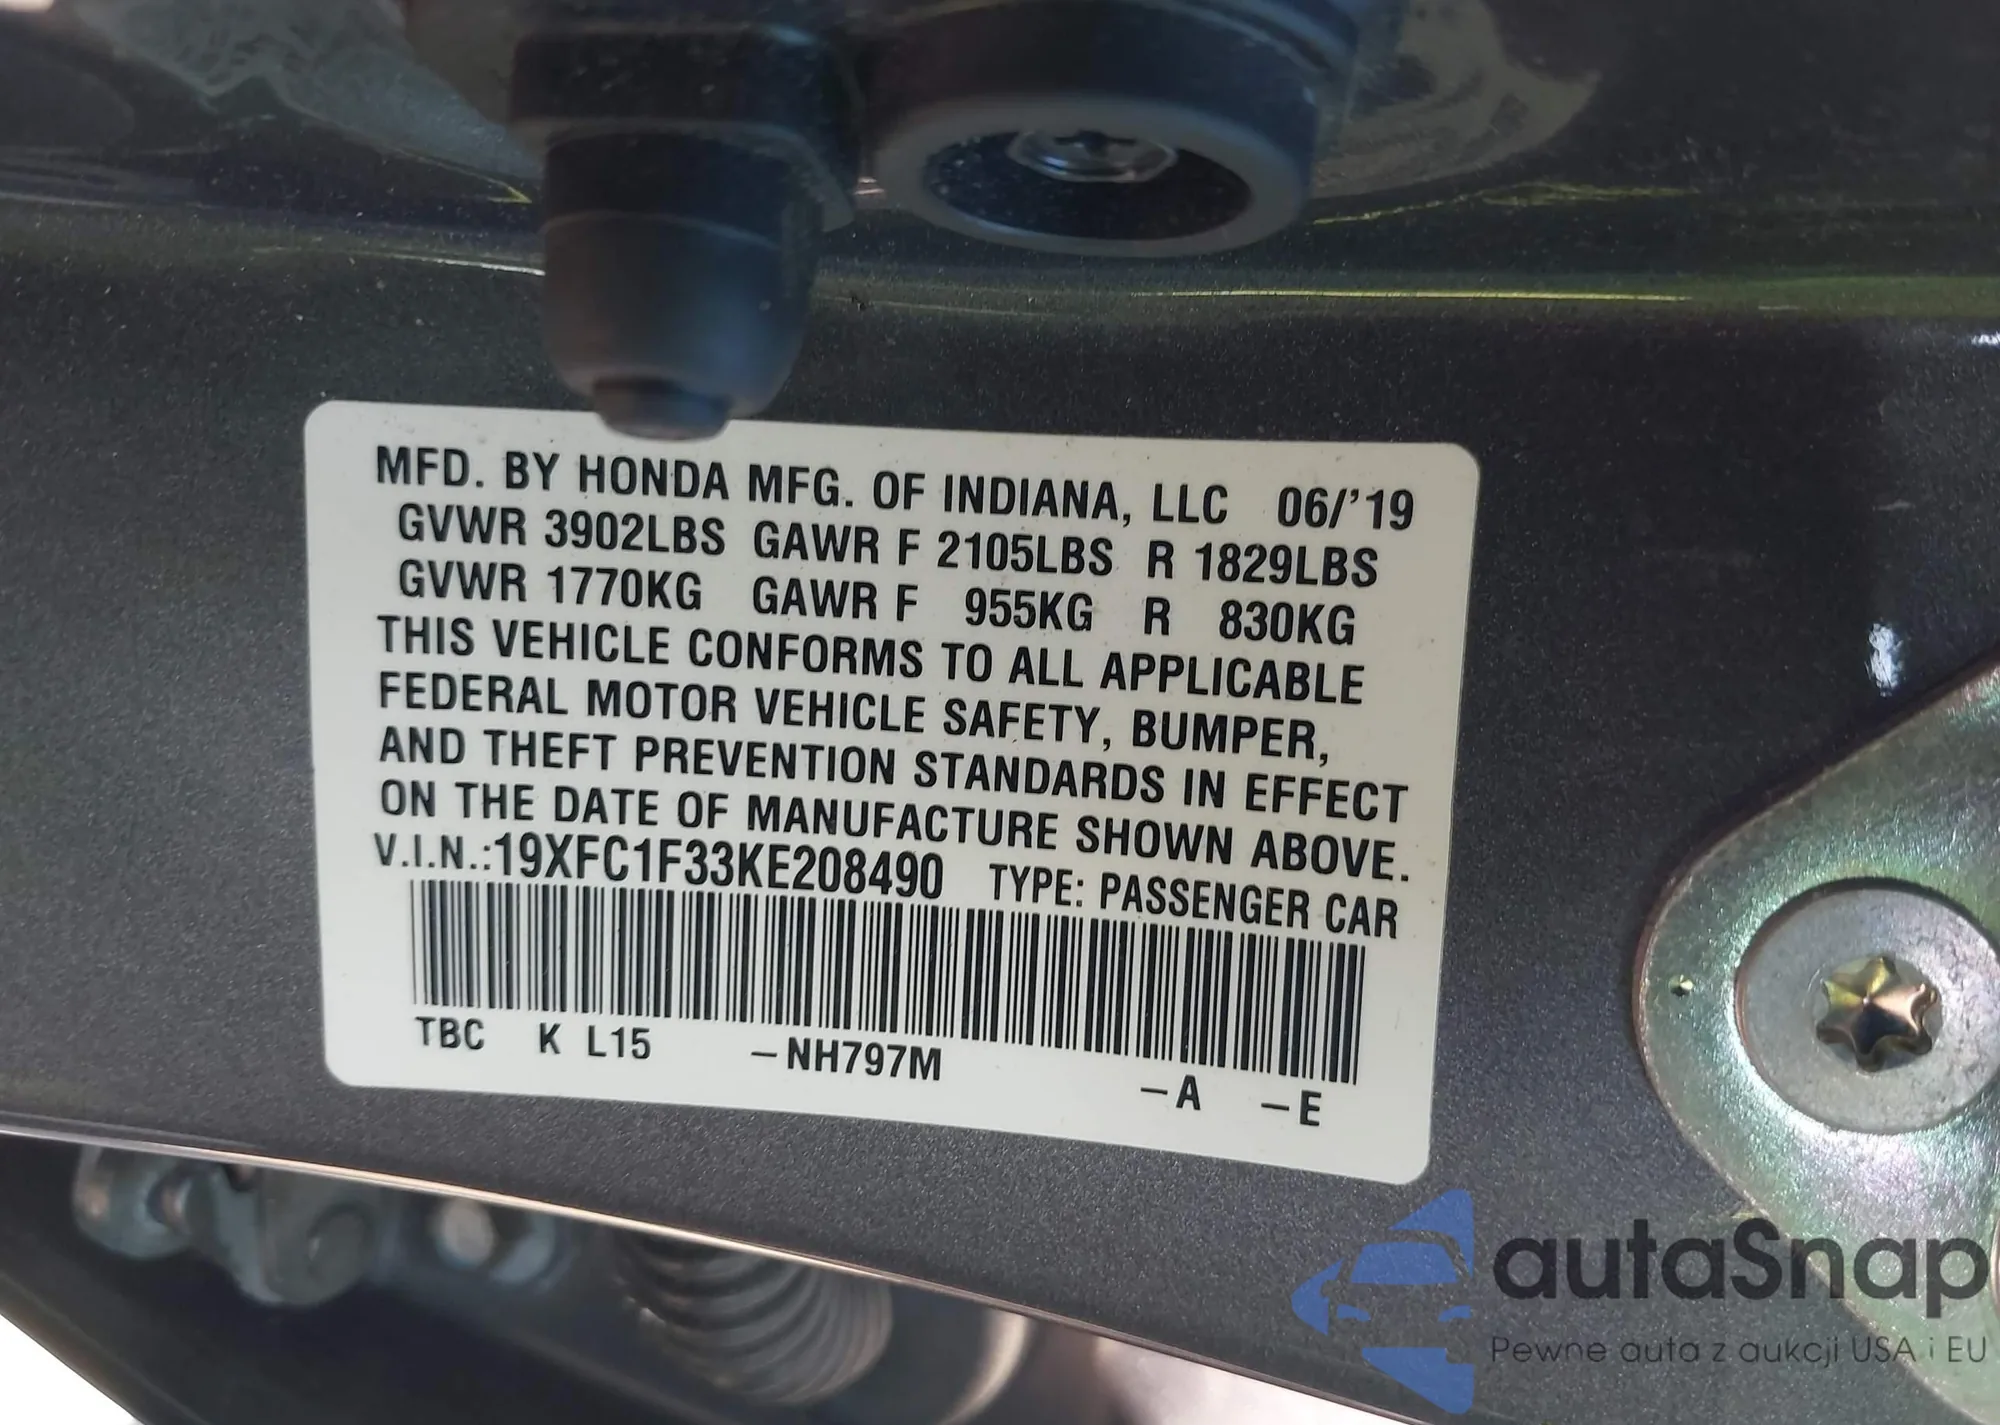 MFD. BY HONDA MFG. OF INDIANA, LLC 06/'19
GVWR 3902LBS GAWR F 2105LBS R 1829LBS
GVWR 1770KG GAWR F 955KG R 830KG
THIS VEHICLE CONFORMS TO ALL APPLICABLE
FEDERAL MOTOR VEHICLE SAFETY, BUMPER,
AND THEFT PREVENTION STANDARDS IN EFFECT
ON THE DATE OF MANUFACTURE SHOWN ABOVE.
V.I.N.:19XFC1F33KE208490 TYPE: PASSENGER CAR
TBC K L15 –NH797M –A –E
autaSnap
Pewne auta z aukcji USA i EU